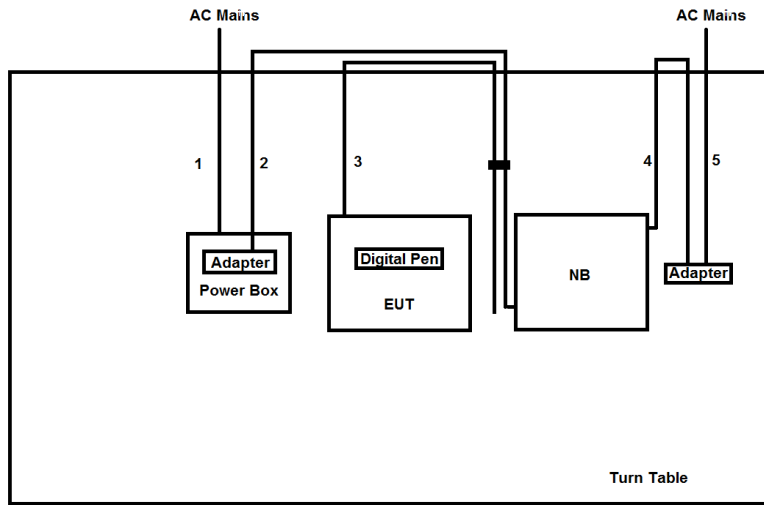 AC Mains
AC Mains
1
2
3
4
5
Adapter
Power Box
Digital Pen
EUT
NB
Adapter
Turn Table